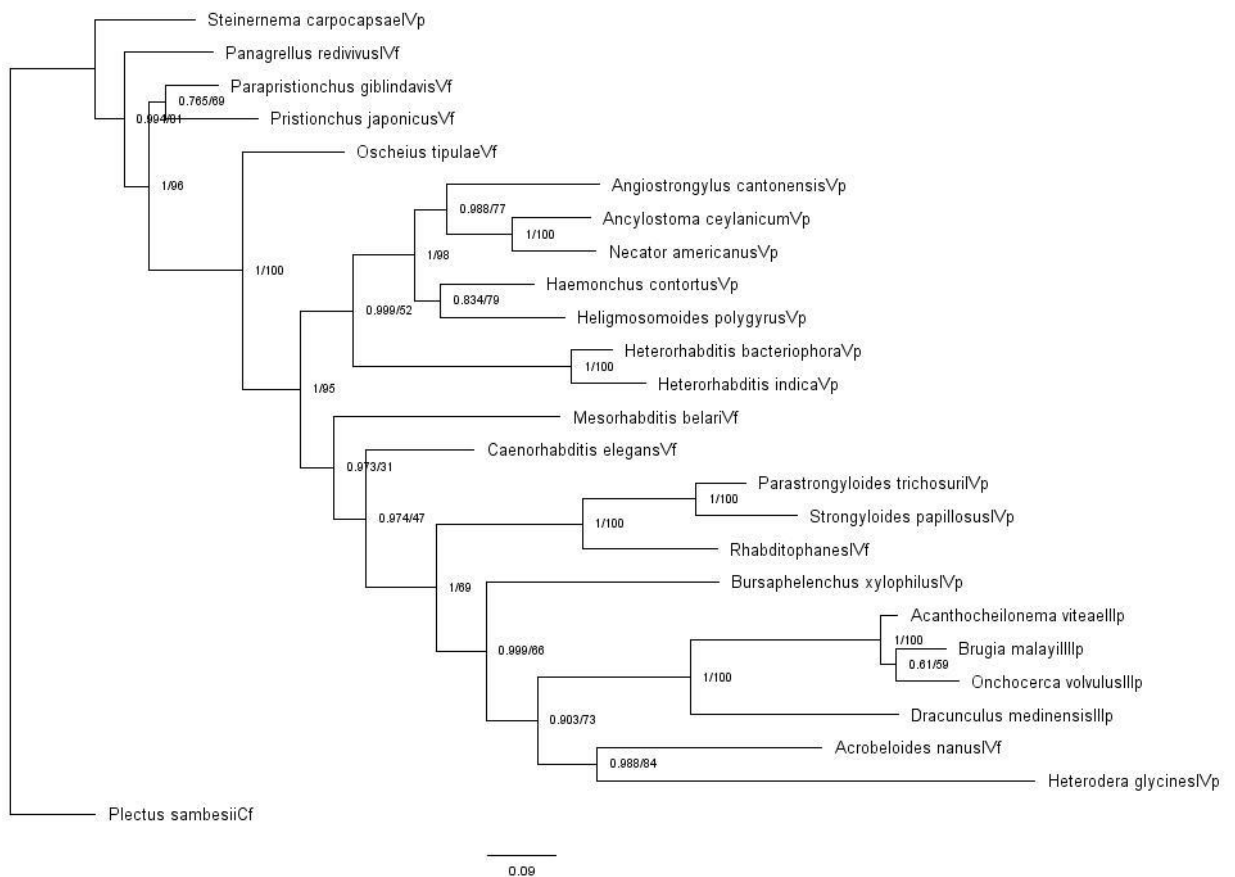 Steinernema carpocapsaeIVp
Panagrellus redivivusIVf
Parapristionchus giblindavisVf
0.765/69
0.994/81
Pristionchus japonicusVf
Oscheius tipulaeVf
1/96
Angiostrongylus cantonensisVp
0.988/77
Ancylostoma ceylanicumVp
1/100
Necator americanusVp
1/98
1/100
Haemonchus contortusVp
0.834/79
0.999/52
Heligmosomoides polygyrusVp
Heterorhabditis bacteriophoraVp
1/100
Heterorhabditis indicaVp
1/95
Mesorhabditis belariVf
Caenorhabditis elegansVf
0.973/31
Parastrongyloides trichosuriIVp
1/100
Strongyloides papillosusIVp
0.974/47
1/100
RhabditophanesIVf
Bursaphelenchus xylophilusIVp
1/69
Acanthocheilonema viteaeIIIp
1/100
Brugia malayiIIIp
0.999/66
0.61/59
1/100
Onchocerca volvulusIIIp
Dracunculus medinensisIIIp
0.903/73
Acrobeloides nanusIVf
0.988/84
Heterodera glycinesIVp
Plectus sambesiiCf
0.09